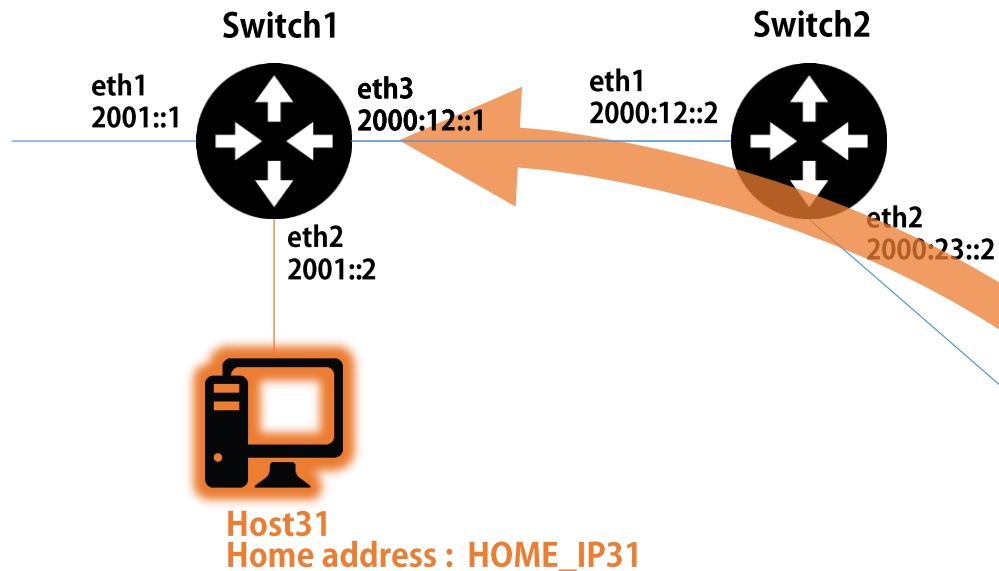 Switch1
Switch2
eth1
2001::1
eth3
2000:12::1
eth1
2000:12::2
eth2
2001::2
eth2
2000:23::2
Host31
Home address : HOME_IP31